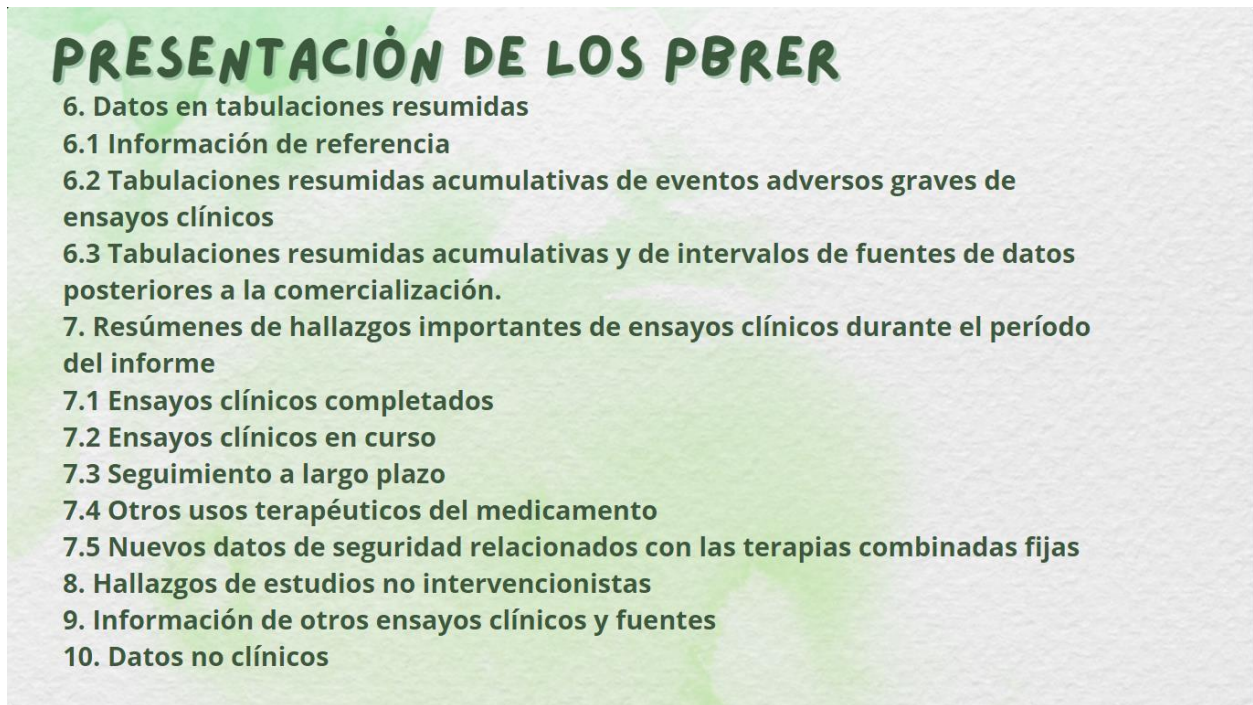 PRESENTACIÓN DE LOS PBRER
6. Datos en tabulaciones resumidas
6.1 Información de referencia
6.2 Tabulaciones resumidas acumulativas de eventos adversos graves de
ensayos clínicos
6.3 Tabulaciones resumidas acumulativas y de intervalos de fuentes de datos
posteriores a la comercialización.
7. Resúmenes de hallazgos importantes de ensayos clínicos durante el período
del informe
7.1 Ensayos clínicos completados
7.2 Ensayos clínicos en curso
7.3 Seguimiento a largo plazo
7.4 Otros usos terapéuticos del medicamento
7.5 Nuevos datos de seguridad relacionados con las terapias combinadas fijas
8. Hallazgos de estudios no intervencionistas
9. Información de otros ensayos clínicos y fuentes
10. Datos no clínicos